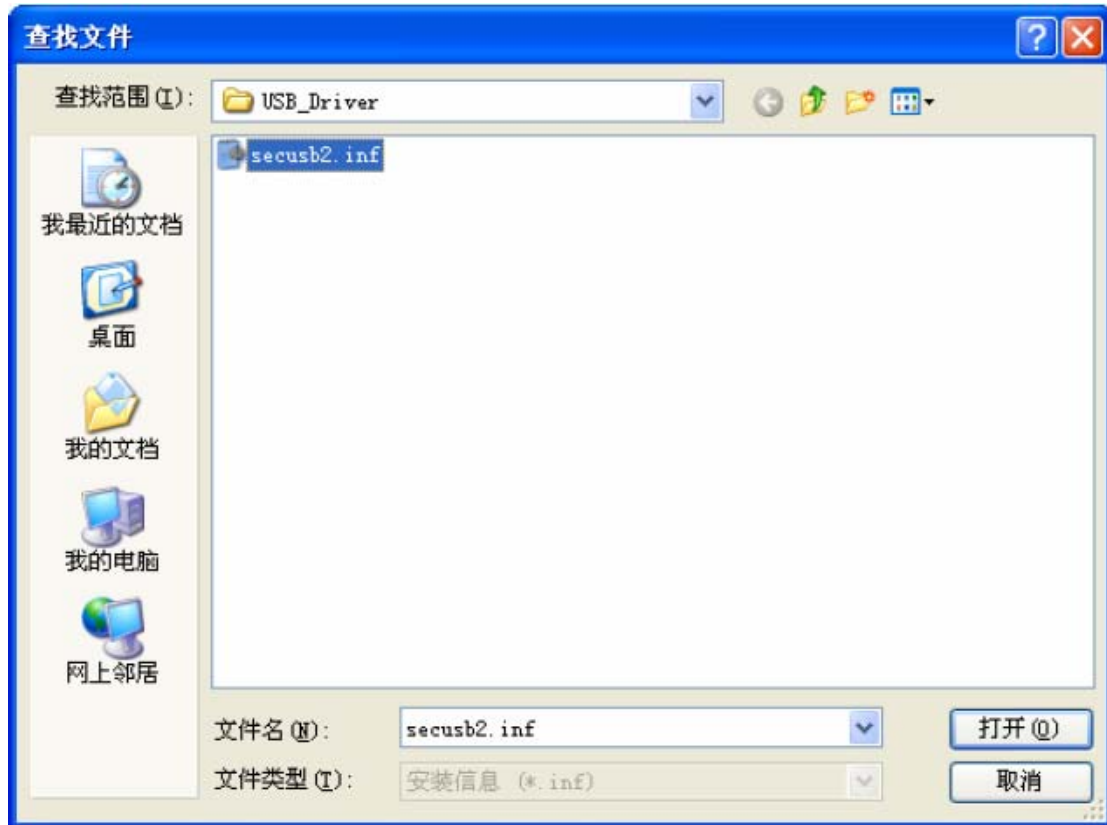 查找文件
查找范围(I):
USB_Driver
secusb2.inf
我最近的文档
桌面
我的文档
我的电脑
网上邻居
文件名(N):
secusb2.inf
打开(O)
文件类型(T):
安装信息 (*.inf)
取消